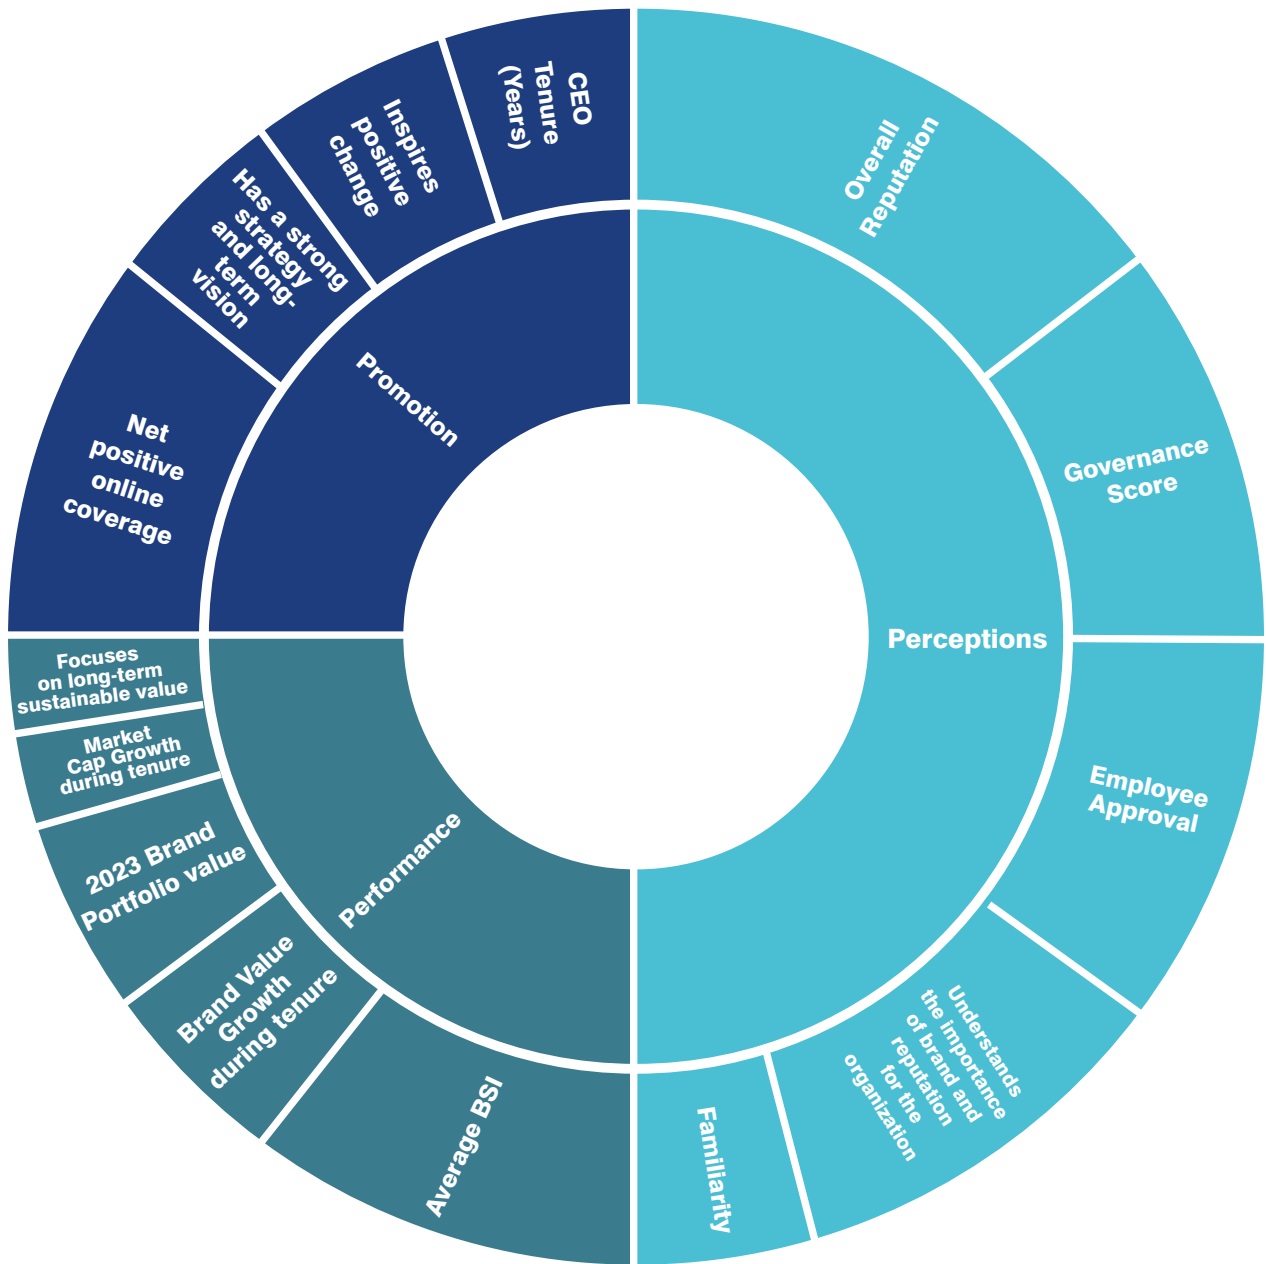 CEO
Tenure
(Years)
Inspires
positive
change
Has a strong
strategy
and long-
term
vision
Net
positive
online
coverage
Promotion
Overall
Reputation
Governance
Score
Perceptions
Employee
Approval
Understands
the importance
of brand and
reputation
for the
organization
Familiarity
Focuses
on long-term
sustainable value
Market
Cap Growth
during tenure
2023 Brand
Portfolio value
Brand Value
Growth
during tenure
Average BSI
Performance